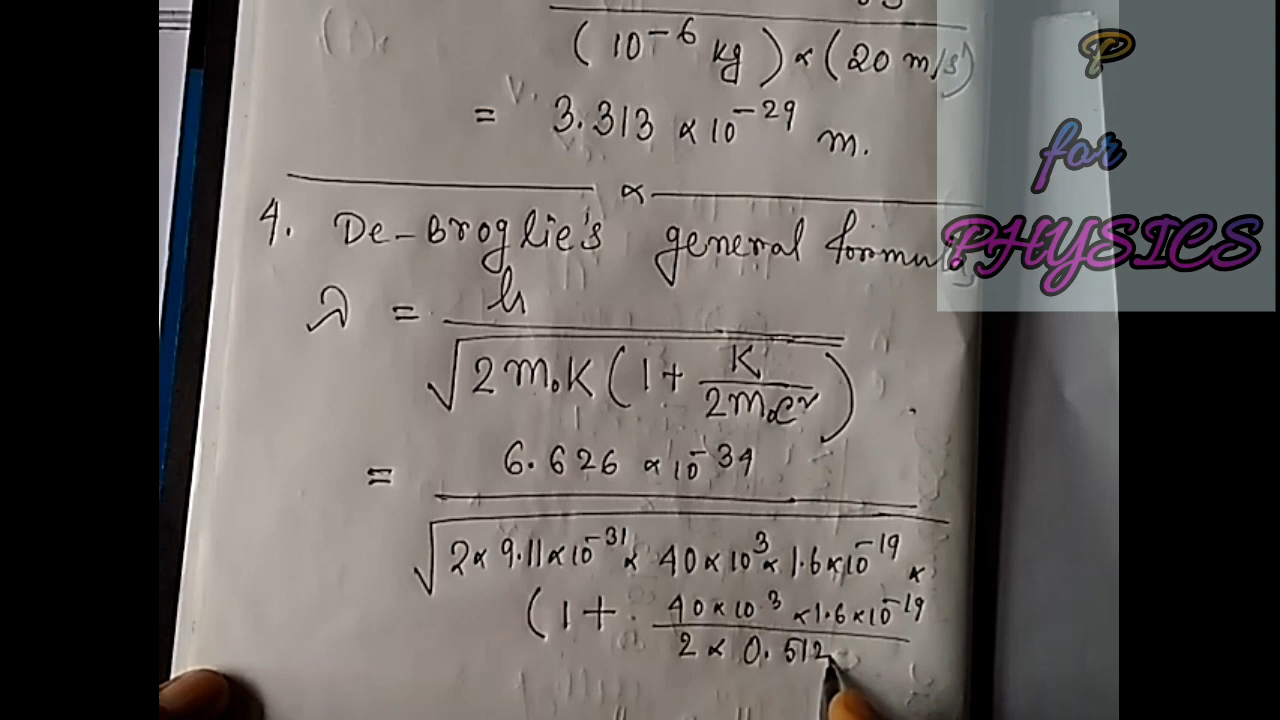 (10⁻⁶ kg) × (20 m/s)
= 3.313 × 10⁻²⁹ m.
×
4. De-Broglie's general formula
λ = h
√2m₀K(1 + K
2m₀c²)
= 6.626 × 10⁻³⁴
√2 × 9.11 × 10⁻³¹ × 40 × 10³ × 1.6 × 10⁻¹⁹ ×
(1 + 40 × 10³ × 1.6 × 10⁻¹⁹
2 × 0.512
P
for
PHYSICS